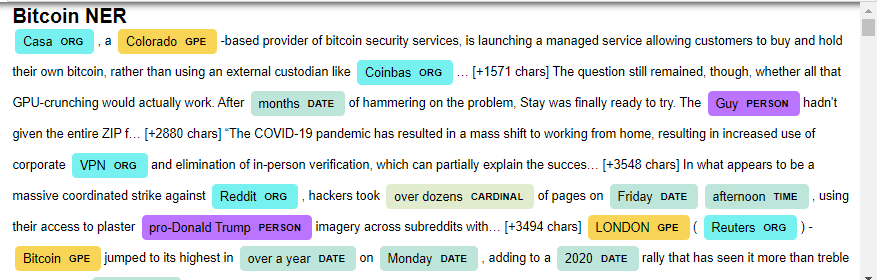 Bitcoin NER
Casa ORG , a Colorado GPE -based provider of bitcoin security services, is launching a managed service allowing customers to buy and hold
their own bitcoin, rather than using an external custodian like Coinbas ORG … [+1571 chars] The question still remained, though, whether all that
GPU-crunching would actually work. After months DATE of hammering on the problem, Stay was finally ready to try. The Guy PERSON hadn't
given the entire ZIP f… [+2880 chars] “The COVID-19 pandemic has resulted in a mass shift to working from home, resulting in increased use of
corporate VPN ORG and elimination of in-person verification, which can partially explain the succes… [+3548 chars] In what appears to be a
massive coordinated strike against Reddit ORG , hackers took over dozens CARDINAL of pages on Friday DATE afternoon TIME , using
their access to plaster pro-Donald Trump PERSON imagery across subreddits with… [+3494 chars] LONDON GPE ( Reuters ORG ) -
Bitcoin GPE jumped to its highest in over a year DATE on Monday DATE , adding to a 2020 DATE rally that has seen it more than treble